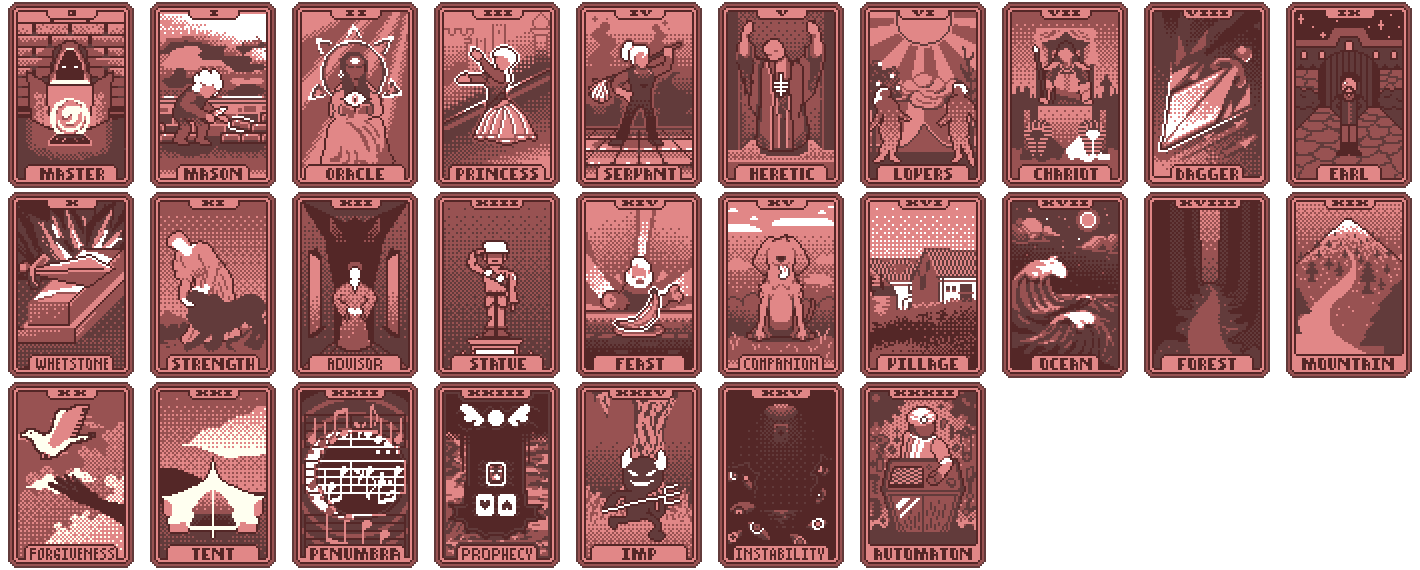 0
MASTER
I
MASON
II
ORACLE
III
PRINCESS
IV
SERVANT
V
HERETIC
VI
LOVERS
VII
CHARIOT
VIII
DAGGER
IX
EARL
X
WHETSTONE
XI
STRENGTH
XII
ADVISOR
XIII
STATUE
XIV
FEAST
XV
COMPANION
XVI
VILLAGE
XVII
OCEAN
XVIII
FOREST
XIX
MOUNTAIN
XX
FORGIVENESS
XXI
TENT
XXII
PENUMBRA
XXIII
PROPHECY
XXIV
IMP
XXV
INSTABILITY
AUTOMATON